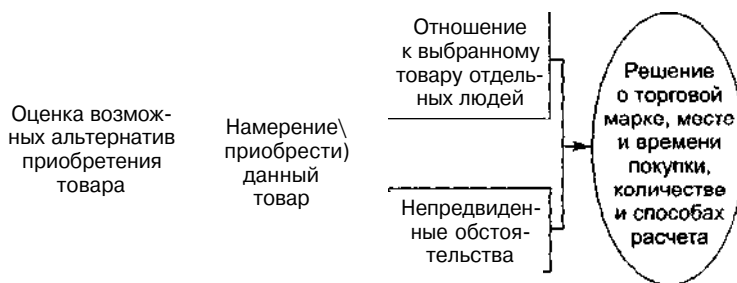 Оценка возмож-
ных альтернатив
приобретения
товара
Намерение\
приобрести)
данный
товар
Отношение
к выбранному
товару отдель-
ных людей
Непредвиден-
ные обстоя-
тельства
Решение
о торговой
марке, месте
и времени
покупки,
количестве
и способах
расчета